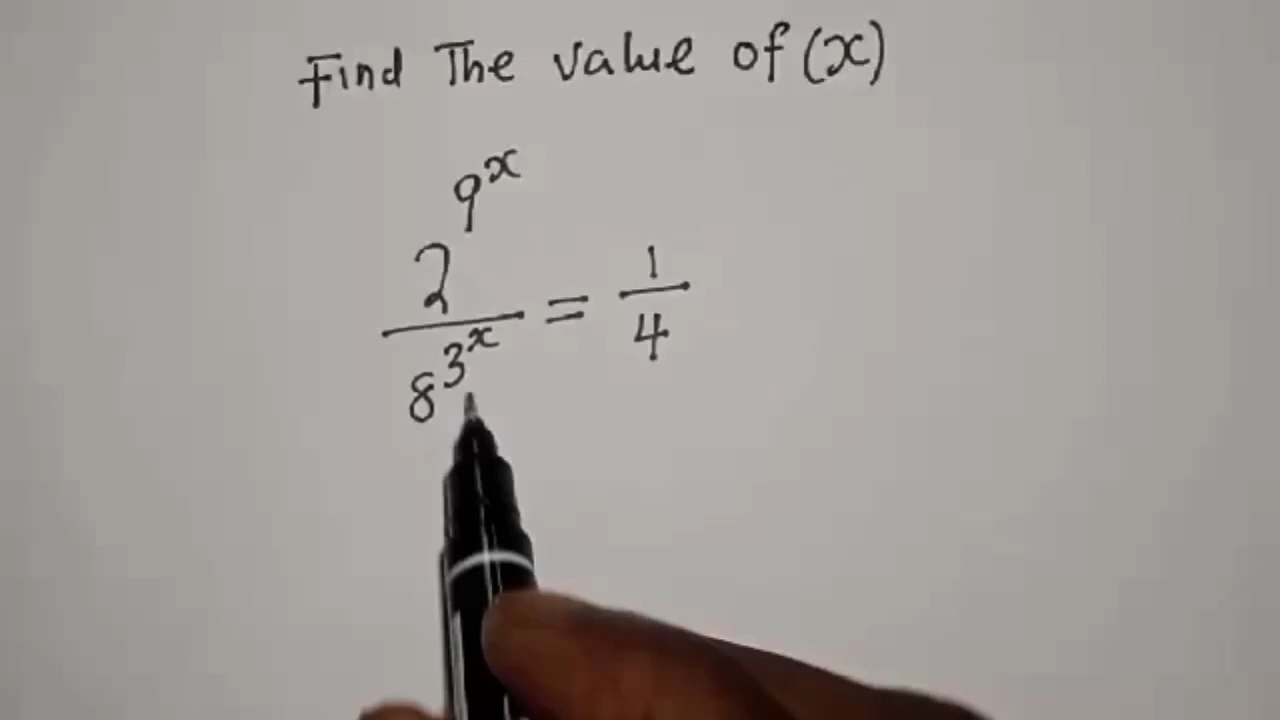 Find The value of (x)
2^{9^x} / 8^{3^x} = 1/4